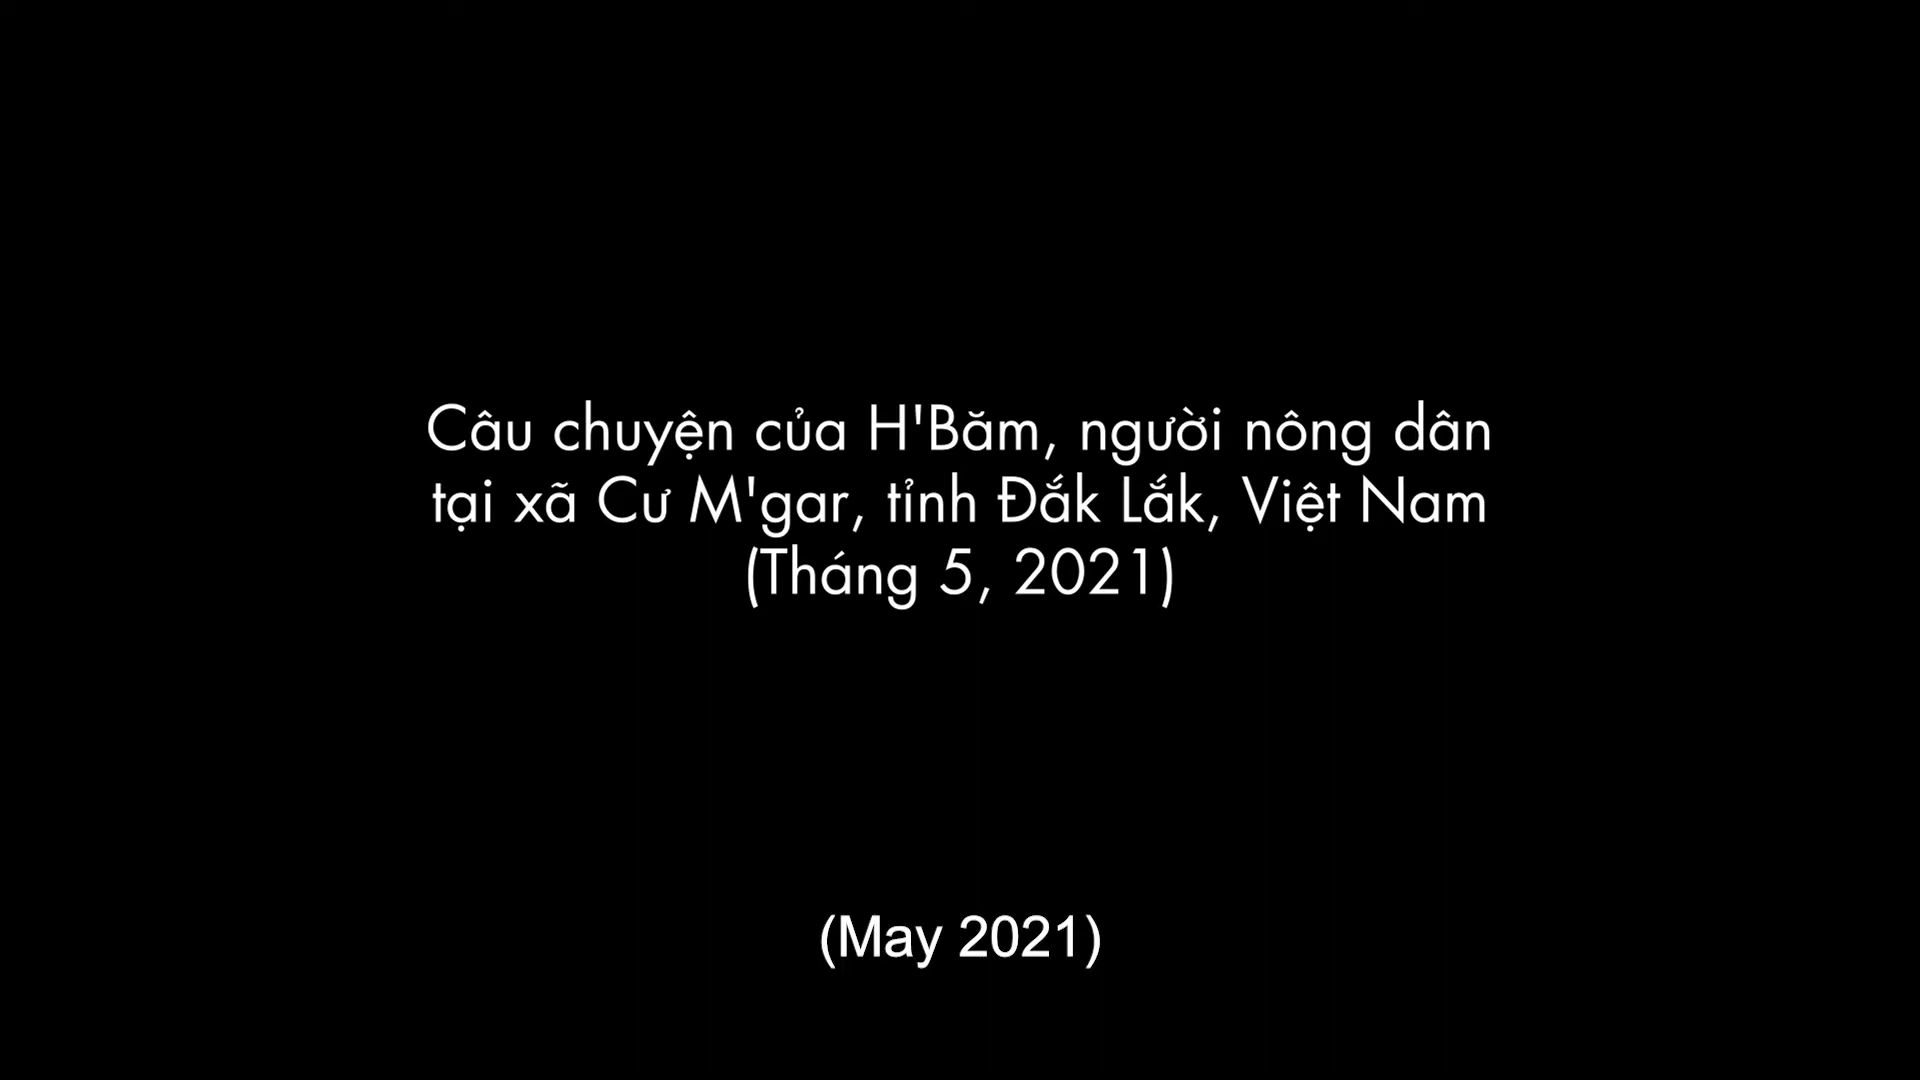 Câu chuyện của H'Băm, người nông dân
tại xã Cư M'gar, tỉnh Đắk Lắk, Việt Nam
(Tháng 5, 2021)
(May 2021)